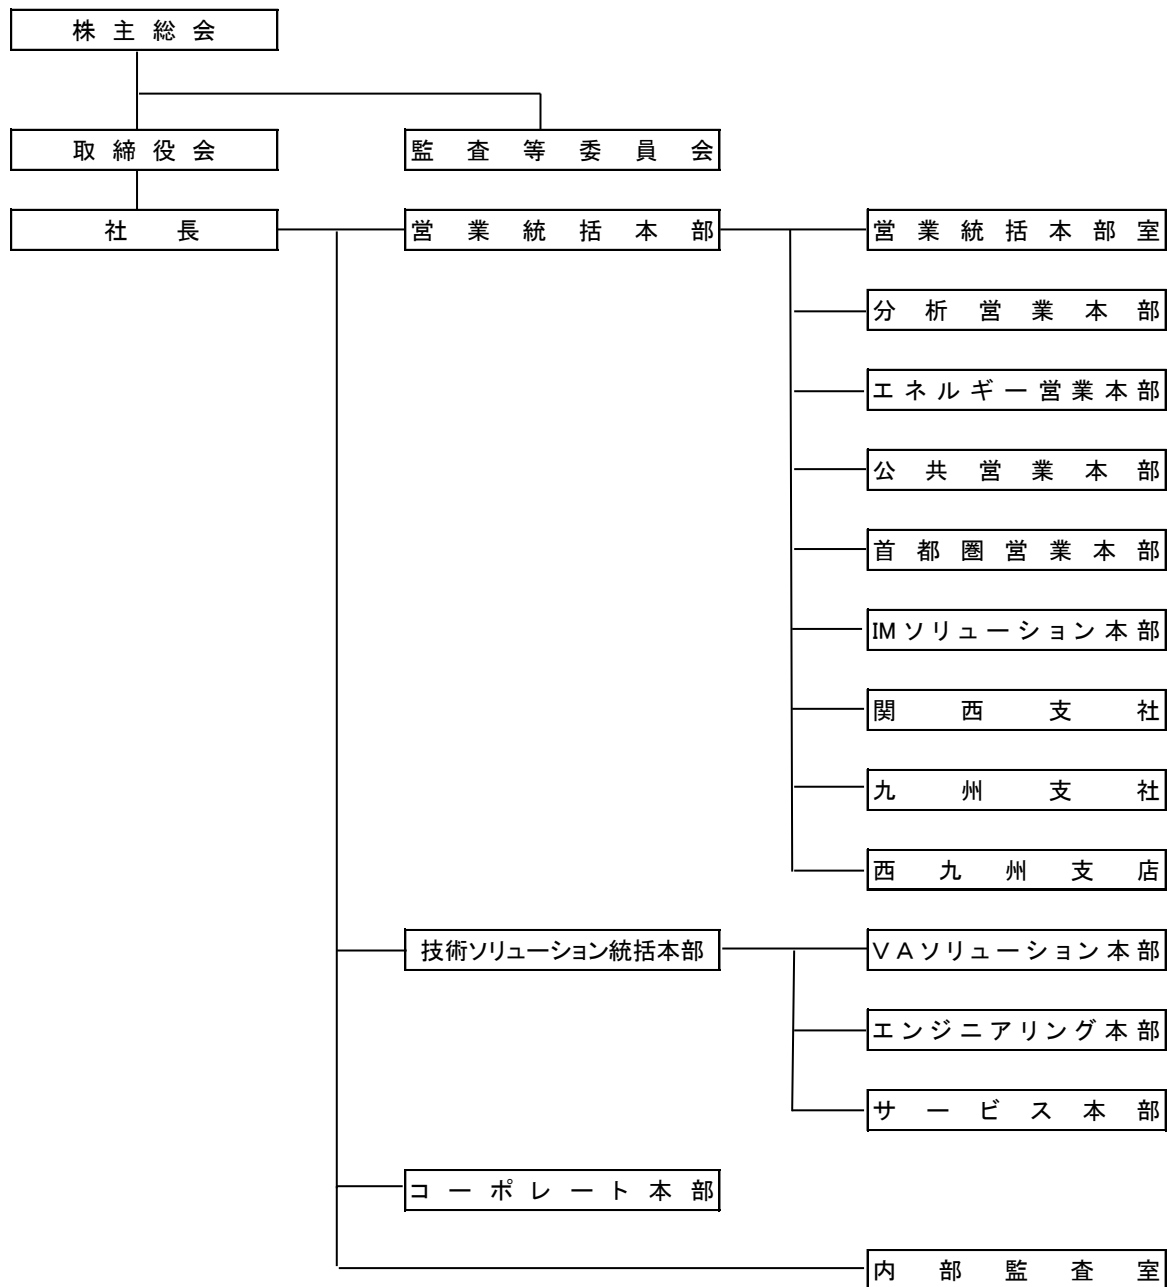 株主総会
取締役会
監査等委員会
社長
営業統括本部
営業統括本部室
分析営業本部
エネルギー営業本部
公共営業本部
首都圏営業本部
IMソリューション本部
関西支社
九州支社
西九州支店
技術ソリューション統括本部
VAソリューション本部
エンジニアリング本部
サービス本部
コーポレート本部
内部監査室